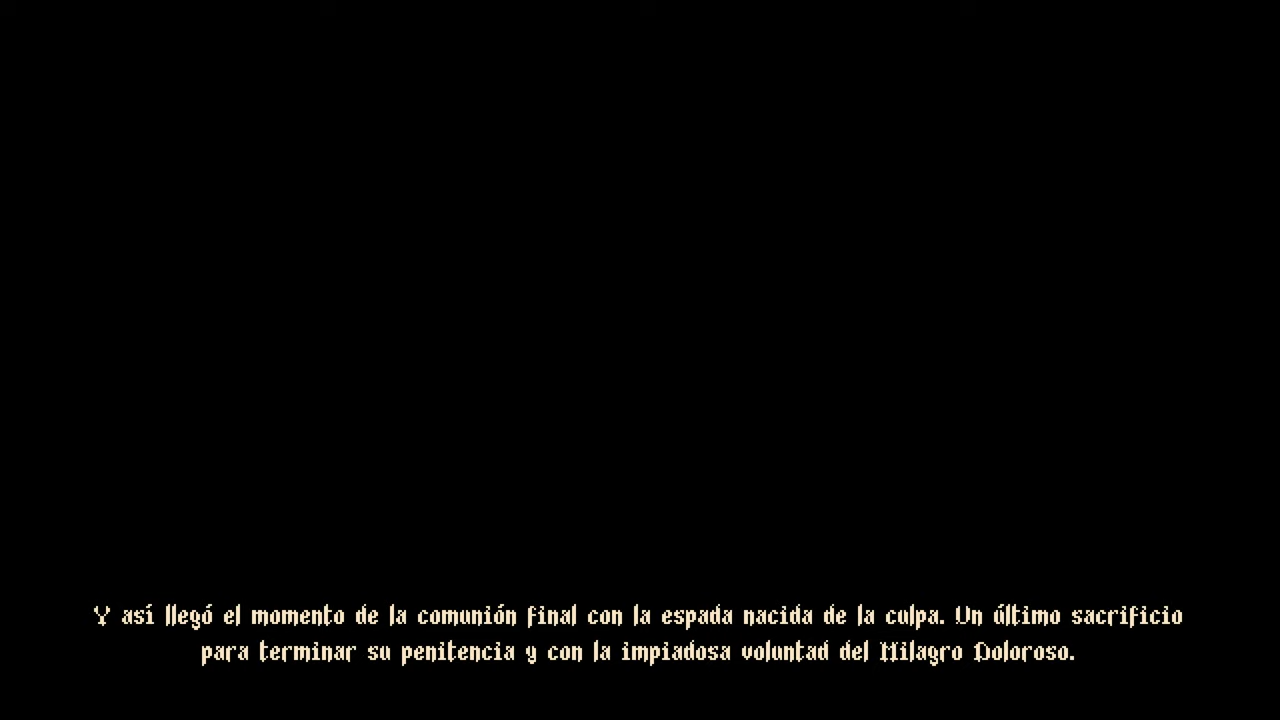 Y así llegó el momento de la comunión final con la espada nacida de la culpa. Un último sacrificio
para terminar su penitencia y con la impiadosa voluntad del Milagro Doloroso.